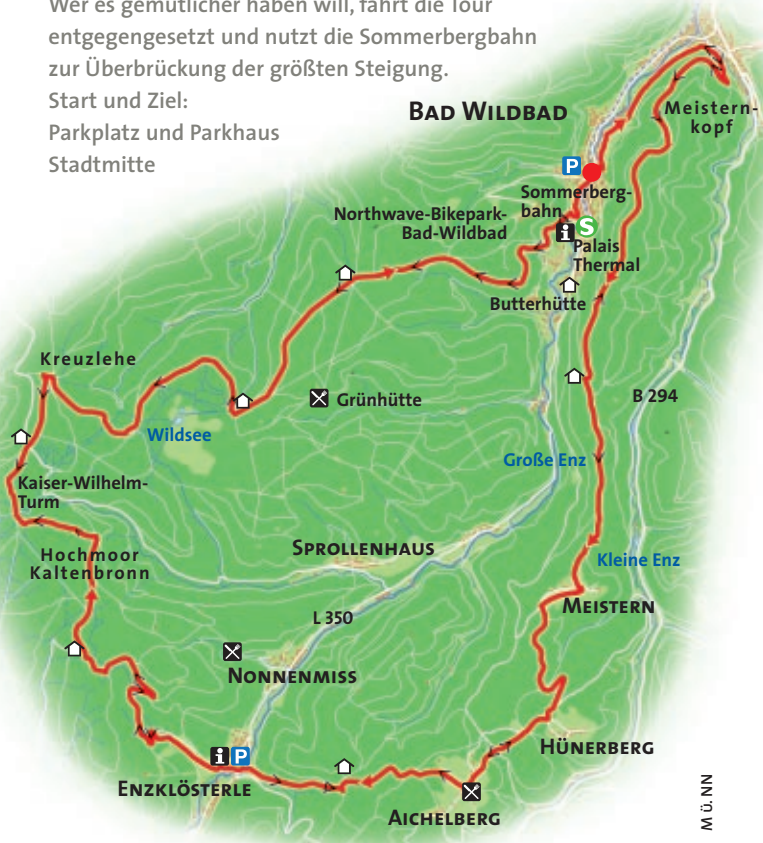 Wer es gemütlicher haben will, fährt die Tour
entgegengesetzt und nutzt die Sommerbergbahn
zur Überbrückung der größten Steigung.
Start und Ziel:
Parkplatz und Parkhaus
Stadtmitte
BAD WILDBAD
Meistern-
kopf
P
Sommerberg-
bahn
Northwave-Bikepark-
Bad-Wildbad
i
S
Palais
Thermal
Butterhütte
Kreuzlehe
Grünhütte
B 294
Wildsee
Große Enz
Kaiser-Wilhelm-
Turm
Hochmoor
Kaltenbronn
SPROLLENHAUS
Kleine Enz
MEISTERN
L 350
NONNENMISS
HÜNERBERG
i P
ENZKLÖSTERLE
AICHELBERG
M Ü. NN